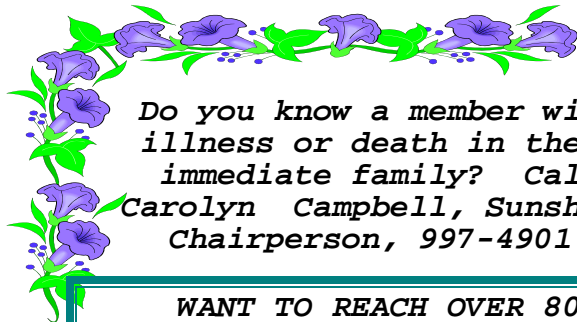 Do you know a member wi
illness or death in the
immediate family? Cal
Carolyn Campbell, Sunsh
Chairperson, 997-4901
WANT TO REACH OVER 80